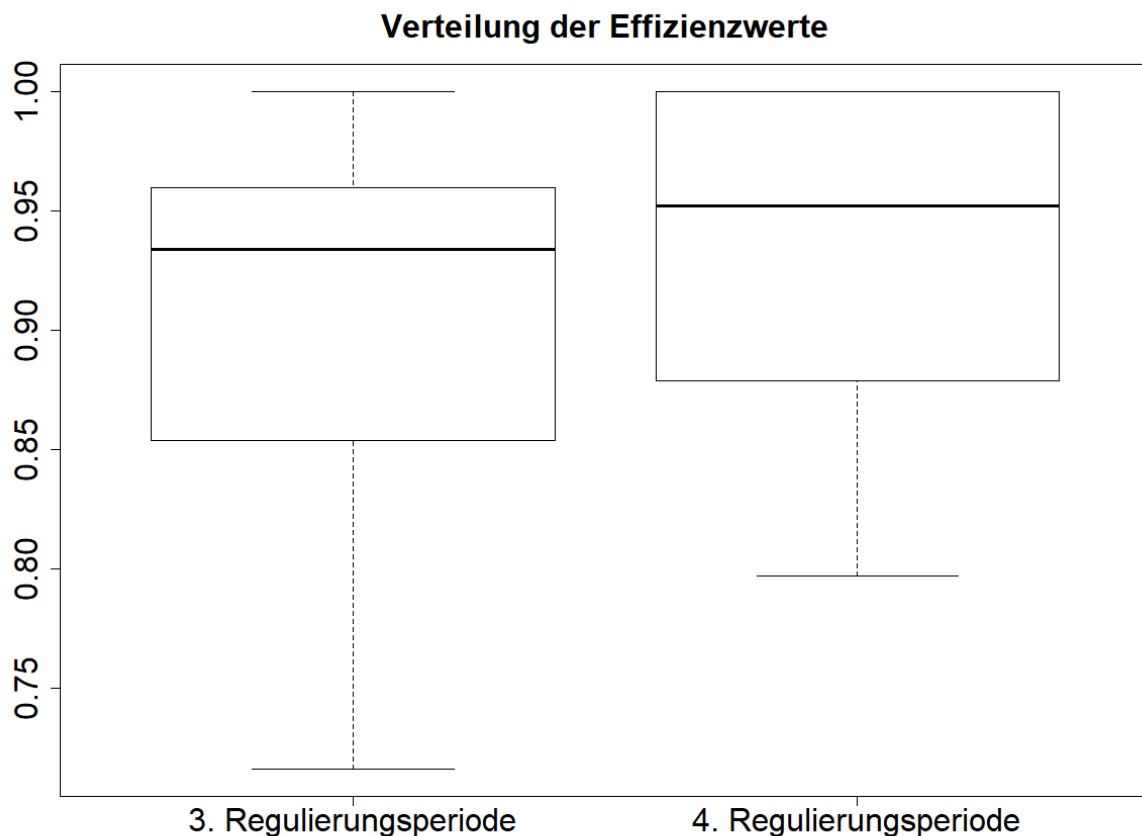 Verteilung der Effizienzwerte
1.00
0.95
0.90
0.85
0.80
0.75
3. Regulierungsperiode
4. Regulierungsperiode